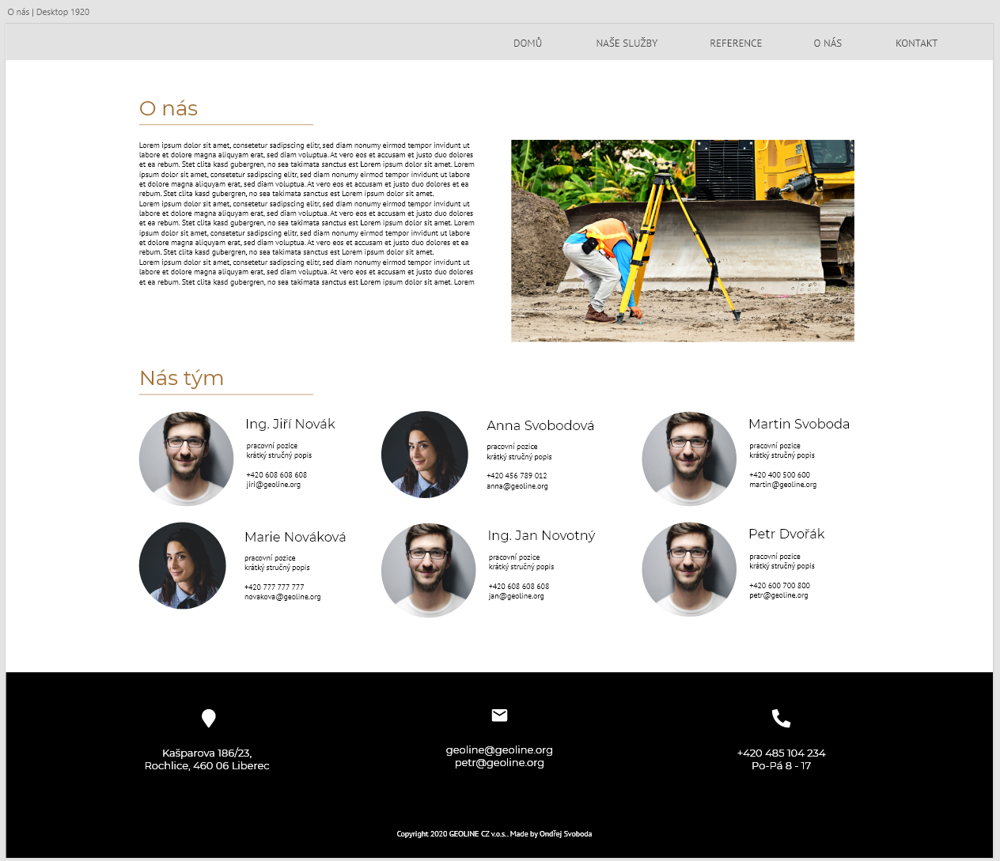 O nás | Desktop 1920
DOMŮ NAŠE SLUŽBY REFERENCE O NÁS KONTAKT
O nás
Lorem ipsum dolor sit amet, consetetur sadipscing elitr, sed diam nonumy eirmod tempor invidunt ut
labore et dolore magna aliquyam erat, sed diam voluptua. At vero eos et accusam et justo duo dolores
et ea rebum. Stet clita kasd gubergren, no sea takimata sanctus est Lorem ipsum dolor sit amet. Lorem
ipsum dolor sit amet, consetetur sadipscing elitr, sed diam nonumy eirmod tempor invidunt ut labore
et dolore magna aliquyam erat, sed diam voluptua. At vero eos et accusam et justo duo dolores et ea
rebum. Stet clita kasd gubergren, no sea takimata sanctus est Lorem ipsum dolor sit amet.
Lorem ipsum dolor sit amet, consetetur sadipscing elitr, sed diam nonumy eirmod tempor invidunt ut
labore et dolore magna aliquyam erat, sed diam voluptua. At vero eos et accusam et justo duo dolores
et ea rebum. Stet clita kasd gubergren, no sea takimata sanctus est Lorem ipsum dolor sit amet. Lorem
ipsum dolor sit amet, consetetur sadipscing elitr, sed diam nonumy eirmod tempor invidunt ut labore
et dolore magna aliquyam erat, sed diam voluptua. At vero eos et accusam et justo duo dolores et ea
rebum. Stet clita kasd gubergren, no sea takimata sanctus est Lorem ipsum dolor sit amet.
Lorem ipsum dolor sit amet, consetetur sadipscing elitr, sed diam nonumy eirmod tempor invidunt ut
labore et dolore magna aliquyam erat, sed diam voluptua. At vero eos et accusam et justo duo dolores
et ea rebum. Stet clita kasd gubergren, no sea takimata sanctus est Lorem ipsum dolor sit amet. Lorem
Nás tým
Ing. Jiří Novák
pracovní pozice
krátký stručný popis
+420 608 608 608
jiri@geoline.org
Anna Svobodová
pracovní pozice
krátký stručný popis
+420 456 789 012
anna@geoline.org
Martin Svoboda
pracovní pozice
krátký stručný popis
+420 400 500 600
martin@geoline.org
Marie Nováková
pracovní pozice
krátký stručný popis
+420 777 777 777
novakova@geoline.org
Ing. Jan Novotný
pracovní pozice
krátký stručný popis
+420 608 608 608
jan@geoline.org
Petr Dvořák
pracovní pozice
krátký stručný popis
+420 600 700 800
petr@geoline.org
Kašparova 186/23,
Rochlice, 460 06 Liberec
geoline@geoline.org
petr@geoline.org
+420 485 104 234
Po-Pá 8 - 17
Copyright 2020 GEOLINE CZ v.o.s.. Made by Ondřej Svoboda